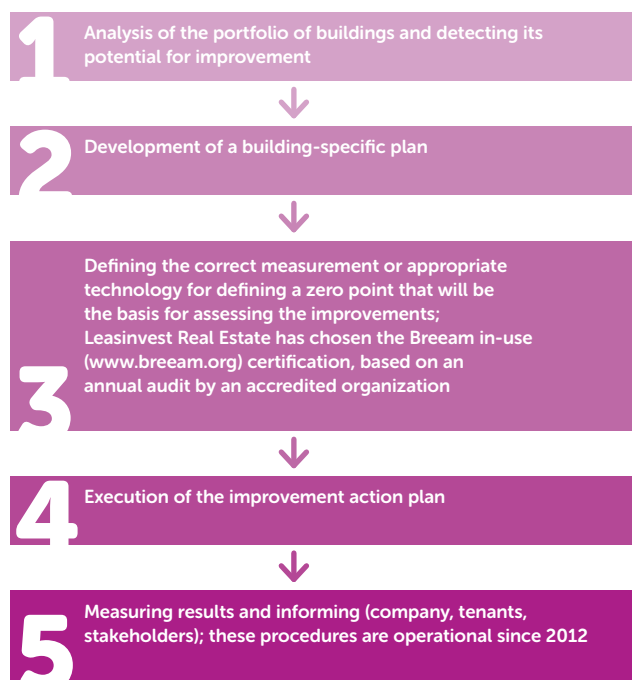 1
Analysis of the portfolio of buildings and detecting its
potential for improvement
2
Development of a building-specific plan
3
Defining the correct measurement or appropriate
technology for defining a zero point that will be
the basis for assessing the improvements;
Leasinvest Real Estate has chosen the Breeam in-use
(www.breeam.org) certification, based on an
annual audit by an accredited organization
4
Execution of the improvement action plan
5
Measuring results and informing (company, tenants,
stakeholders); these procedures are operational since 2012